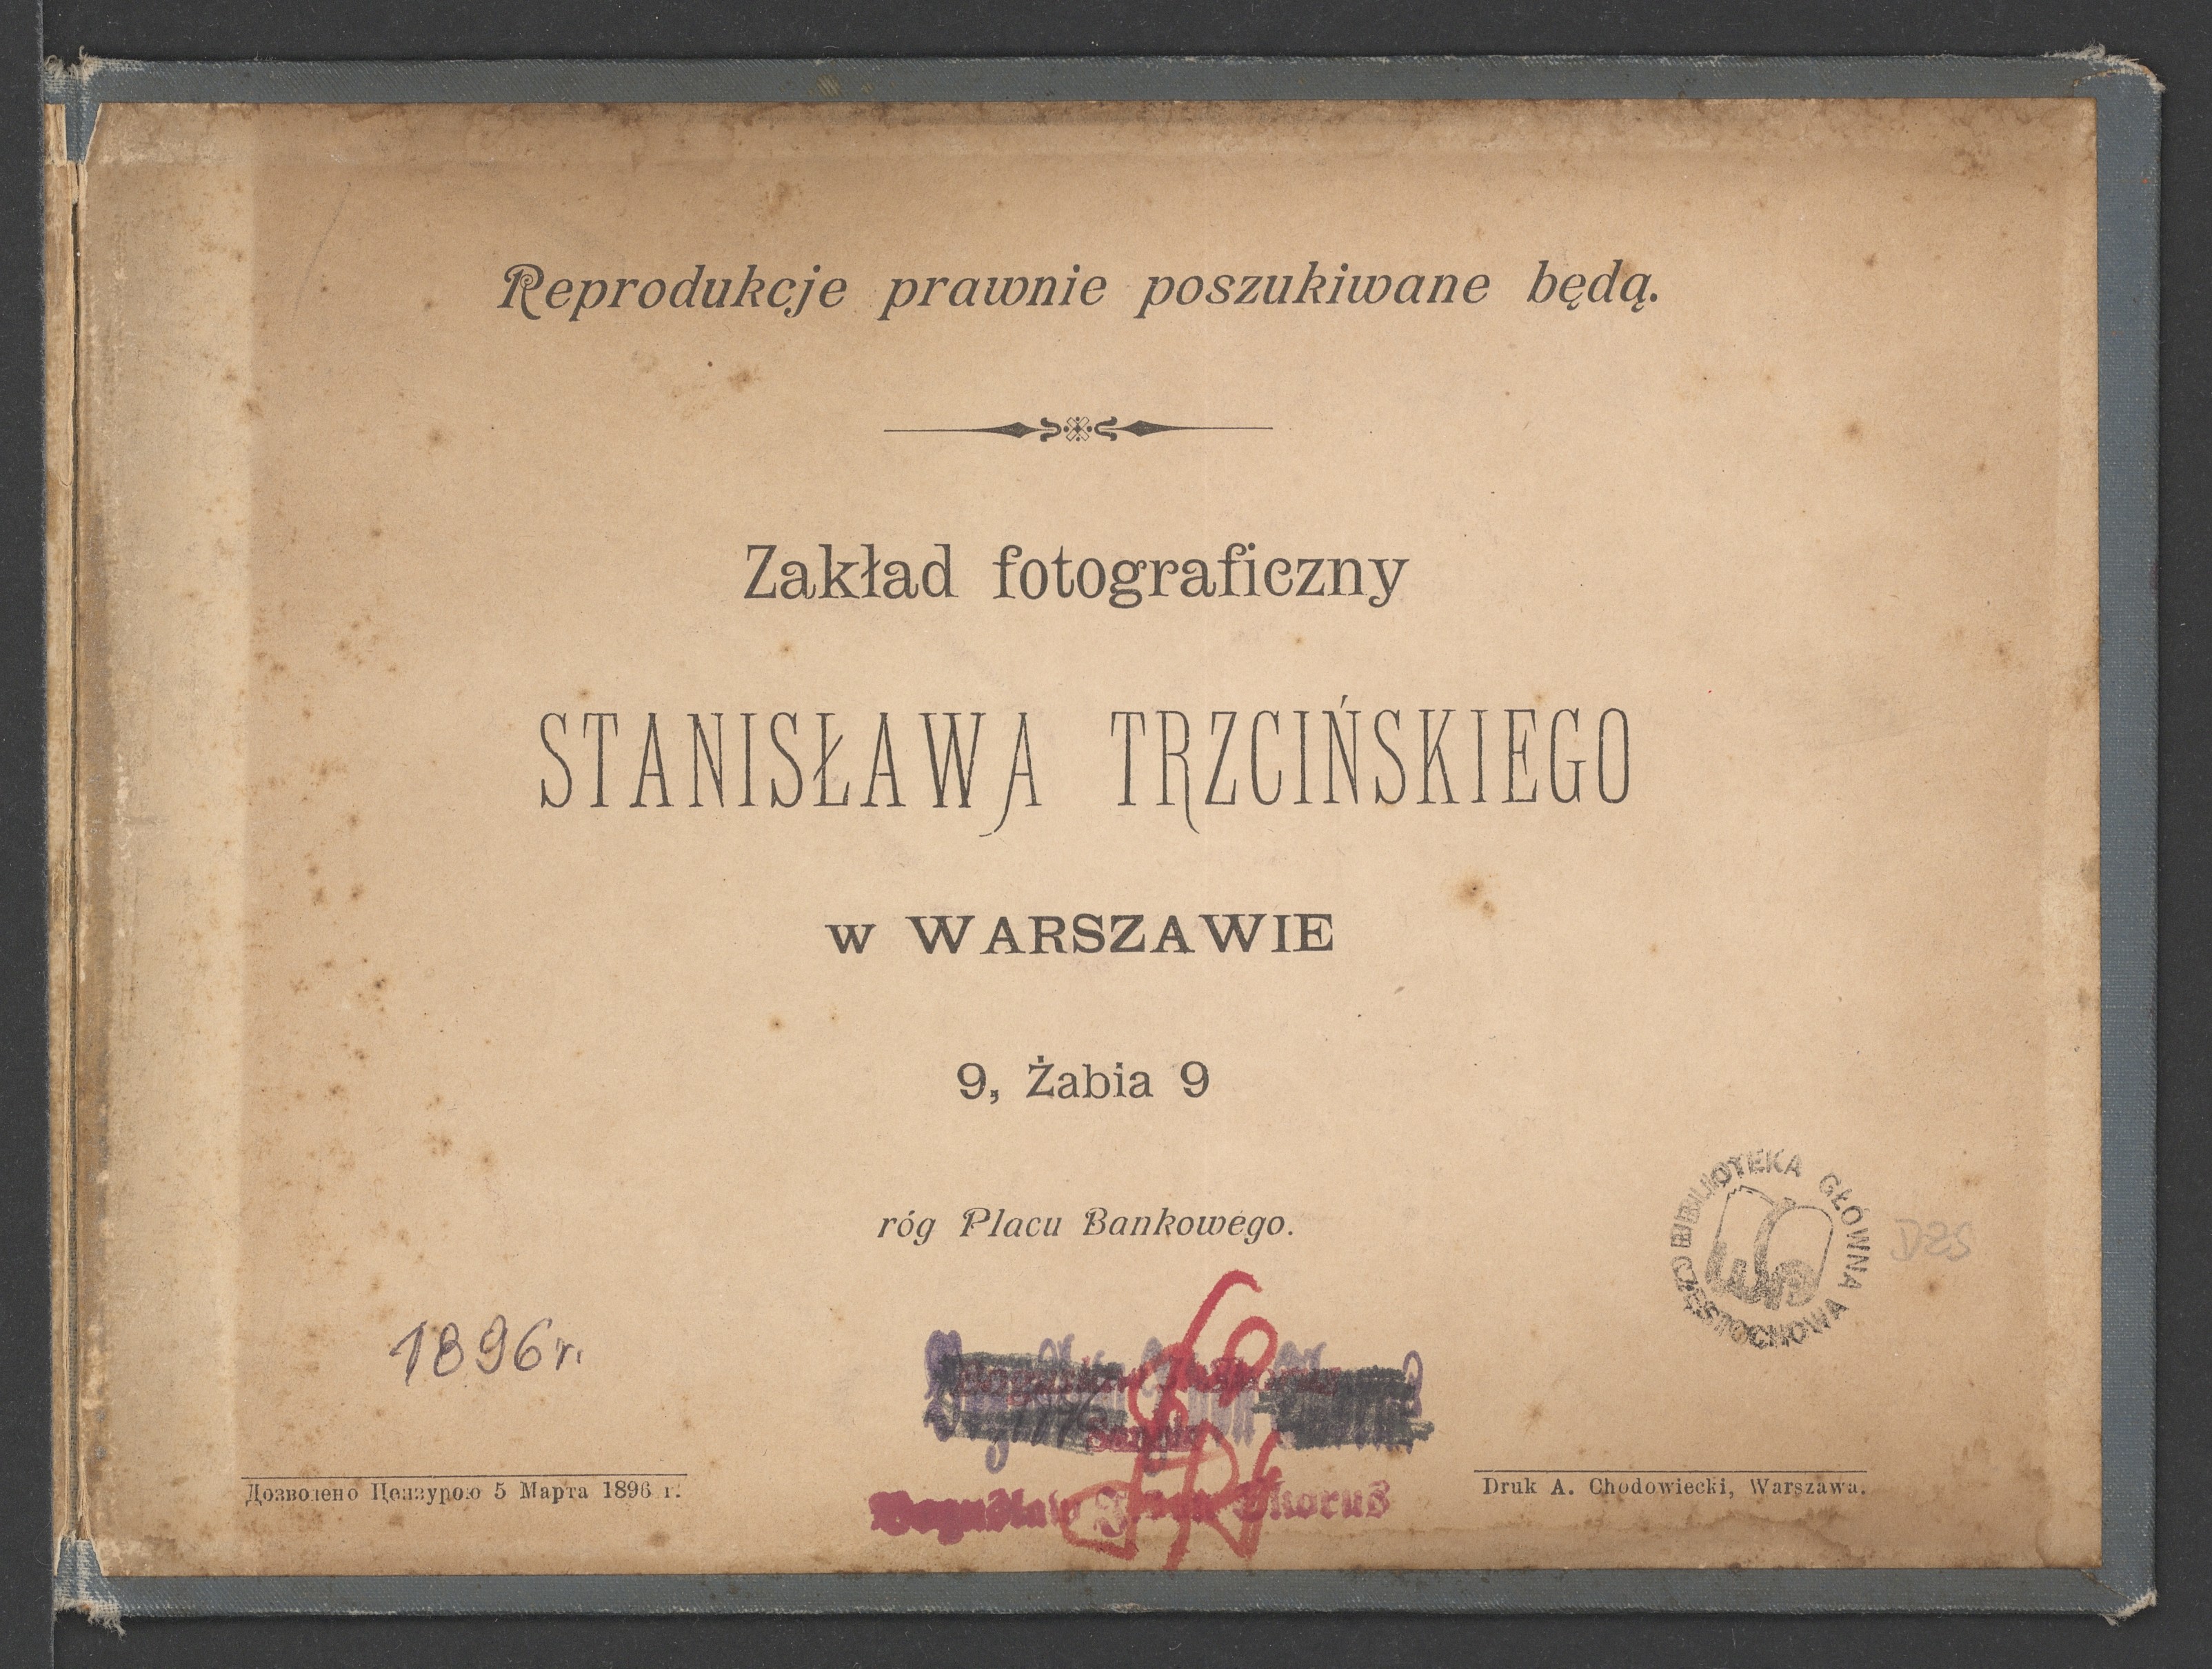 Reprodukcje prawnie poszukiwane będą.
Zakład fotograficzny
STANISŁAWA TRZCIŃSKIEGO
w WARSZAWIE
9, Żabia 9
róg Placu Bankowego.
BIBLIOTEKA GŁÓWNA
CZĘSTOCHOWA
1896 r.
Дозволено Цензурою 5 Марта 1896 г.
Druk A. Chodowiecki, Warszawa.